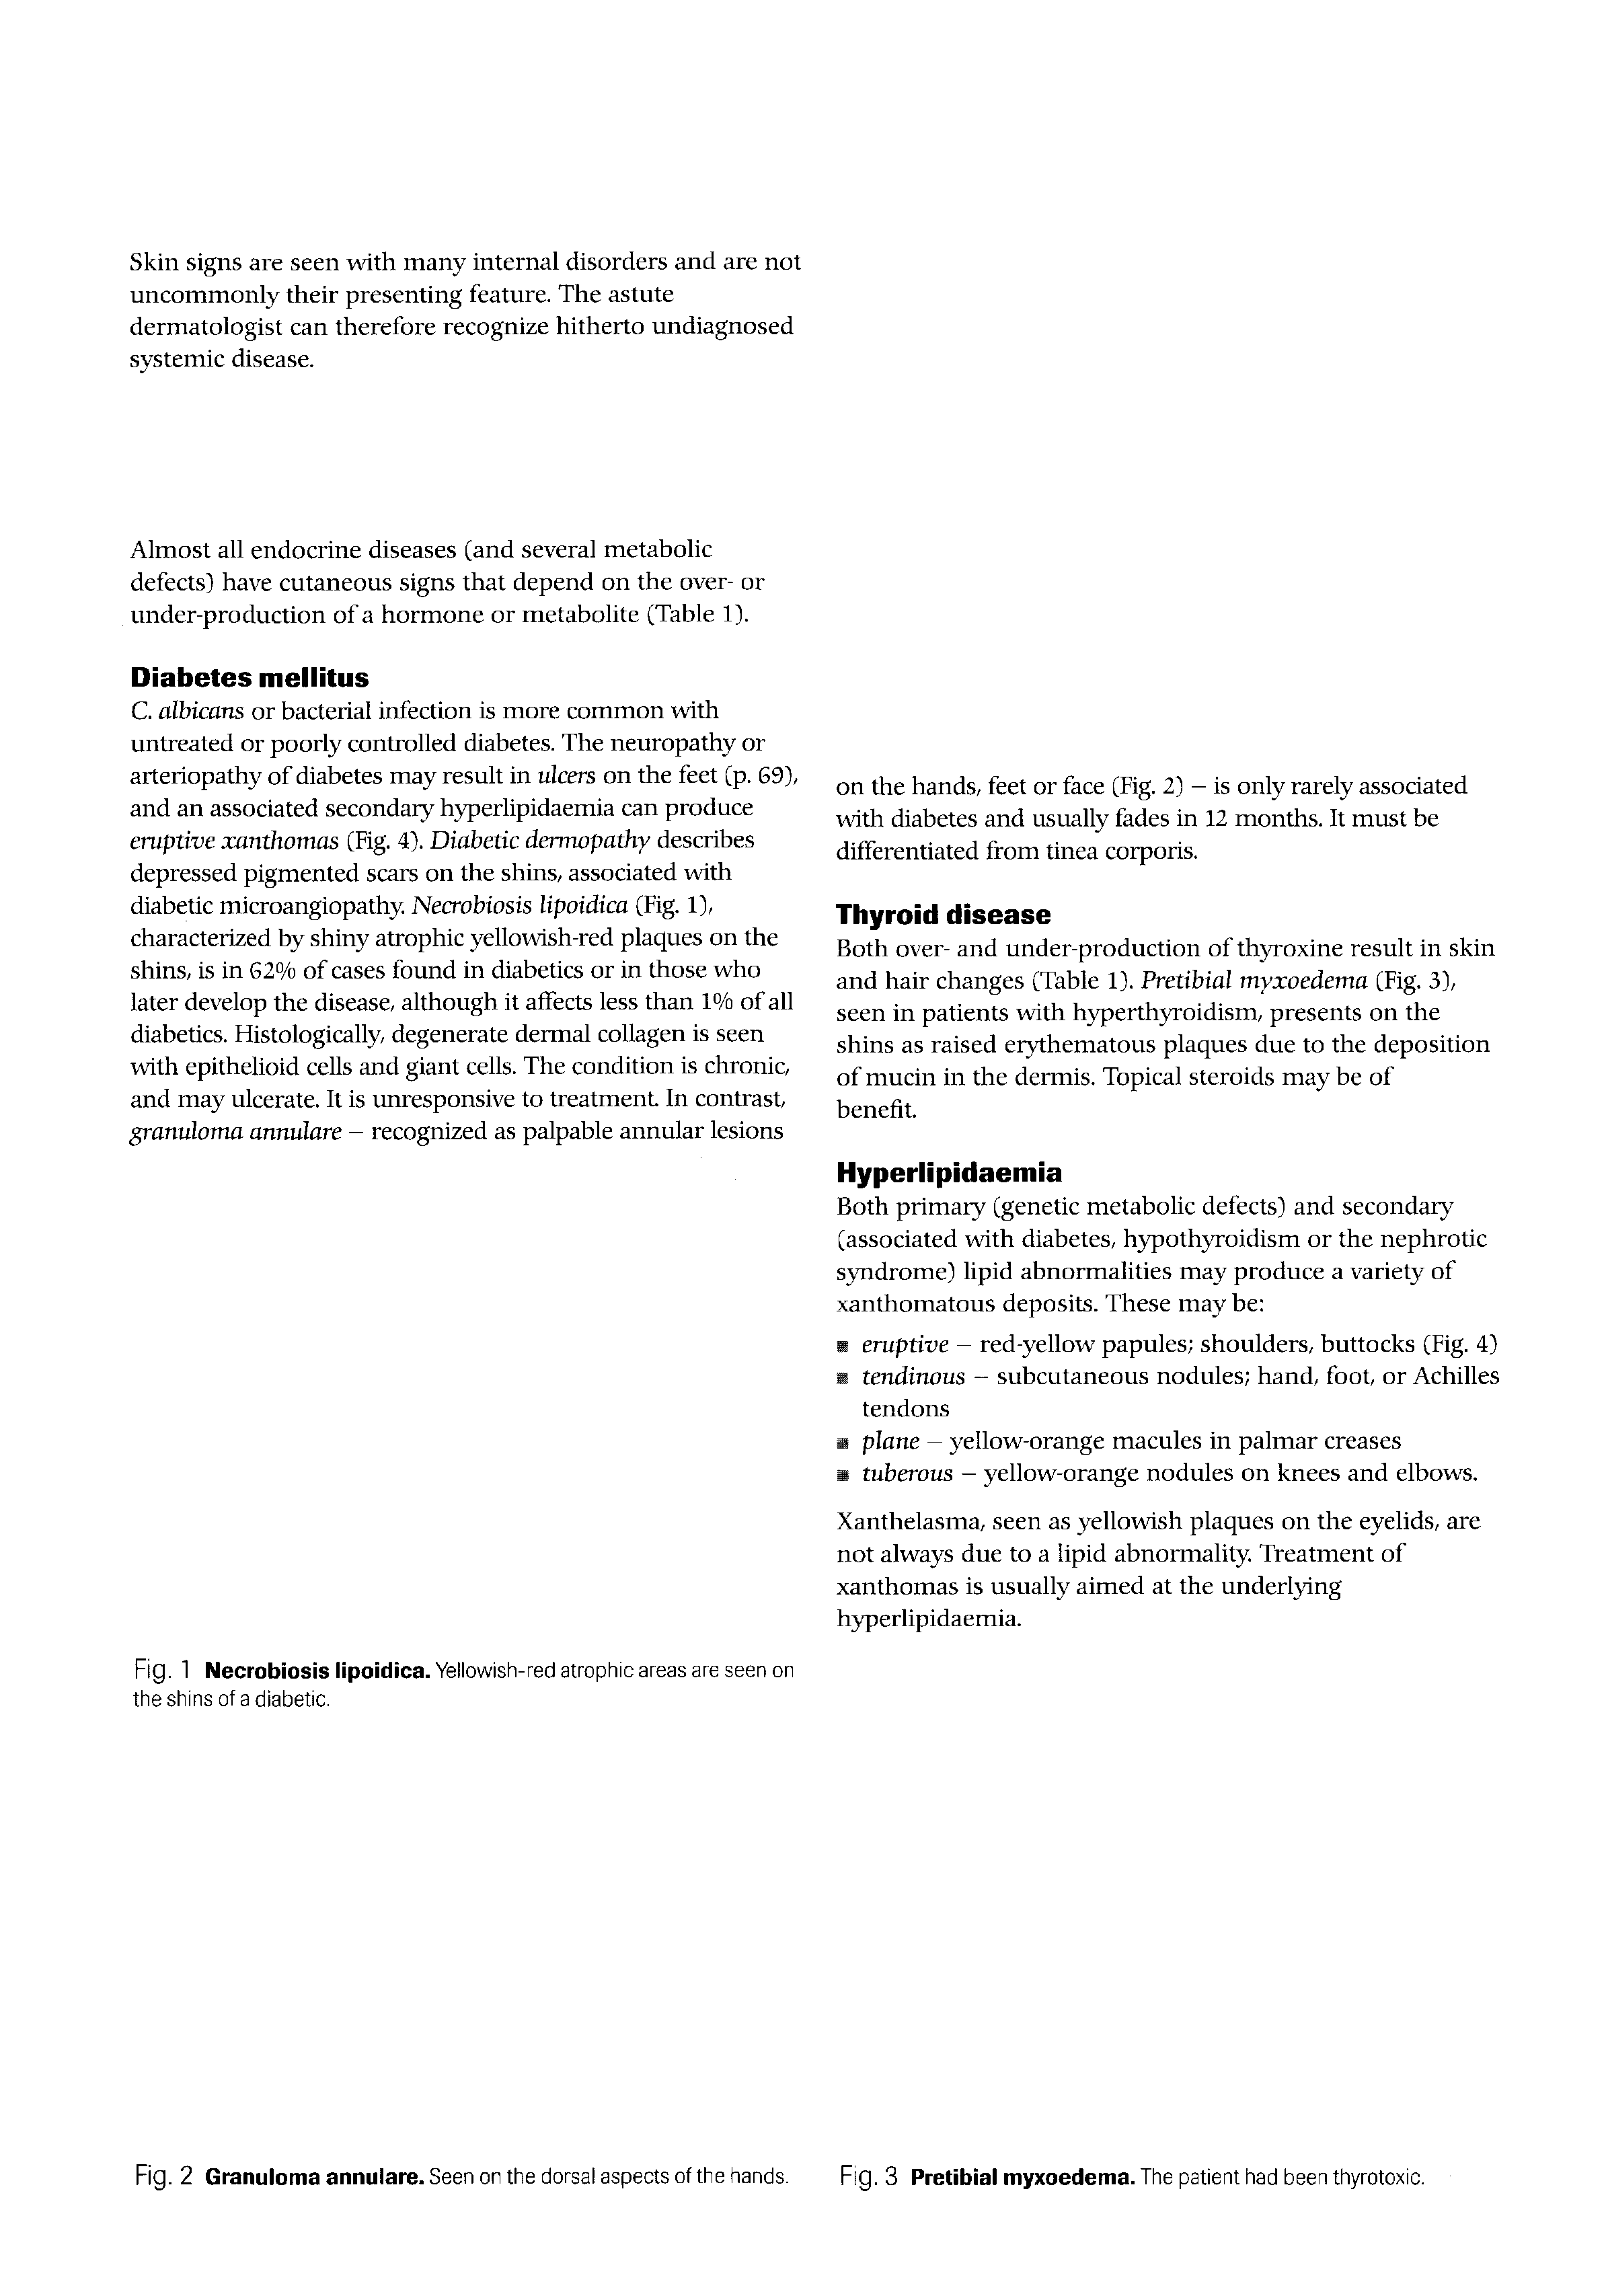 Skin signs are seen with many internal disorders and are not
uncommonly their presenting feature. The astute
dermatologist can therefore recognize hitherto undiagnosed
systemic disease.
Almost all endocrine diseases (and several metabolic
defects) have cutaneous signs that depend on the over- or
under-production of a hormone or metabolite (Table 1).
Diabetes mellitus
C. albicans or bacterial infection is more common with
untreated or poorly controlled diabetes. The neuropathy or
arteriopathy of diabetes may result in ulcers on the feet (p. 69),
and an associated secondary hyperlipidaemia can produce
eruptive xanthomas (Fig. 4). Diabetic dermopathy describes
depressed pigmented scars on the shins, associated with
diabetic microangiopathy. Necrobiosis lipoidica (Fig. 1),
characterized by shiny atrophic yellowish-red plaques on the
shins, is in 62% of cases found in diabetics or in those who
later develop the disease, although it affects less than 1% of all
diabetics. Histologically, degenerate dermal collagen is seen
with epithelioid cells and giant cells. The condition is chronic,
and may ulcerate. It is unresponsive to treatment. In contrast,
granuloma annulare – recognized as palpable annular lesions
on the hands, feet or face (Fig. 2) – is only rarely associated
with diabetes and usually fades in 12 months. It must be
differentiated from tinea corporis.
Thyroid disease
Both over- and under-production of thyroxine result in skin
and hair changes (Table 1). Pretibial myxoedema (Fig. 3),
seen in patients with hyperthyroidism, presents on the
shins as raised erythematous plaques due to the deposition
of mucin in the dermis. Topical steroids may be of
benefit.
Hyperlipidaemia
Both primary (genetic metabolic defects) and secondary
(associated with diabetes, hypothyroidism or the nephrotic
syndrome) lipid abnormalities may produce a variety of
xanthomatous deposits. These may be:
■ eruptive – red-yellow papules; shoulders, buttocks (Fig. 4)
■ tendinous – subcutaneous nodules; hand, foot, or Achilles
tendons
■ plane – yellow-orange macules in palmar creases
■ tuberous – yellow-orange nodules on knees and elbows.
Xanthelasma, seen as yellowish plaques on the eyelids, are
not always due to a lipid abnormality. Treatment of
xanthomas is usually aimed at the underlying
hyperlipidaemia.
Fig. 1 Necrobiosis lipoidica. Yellowish-red atrophic areas are seen on
the shins of a diabetic.
Fig. 2 Granuloma annulare. Seen on the dorsal aspects of the hands.
Fig. 3 Pretibial myxoedema. The patient had been thyrotoxic.